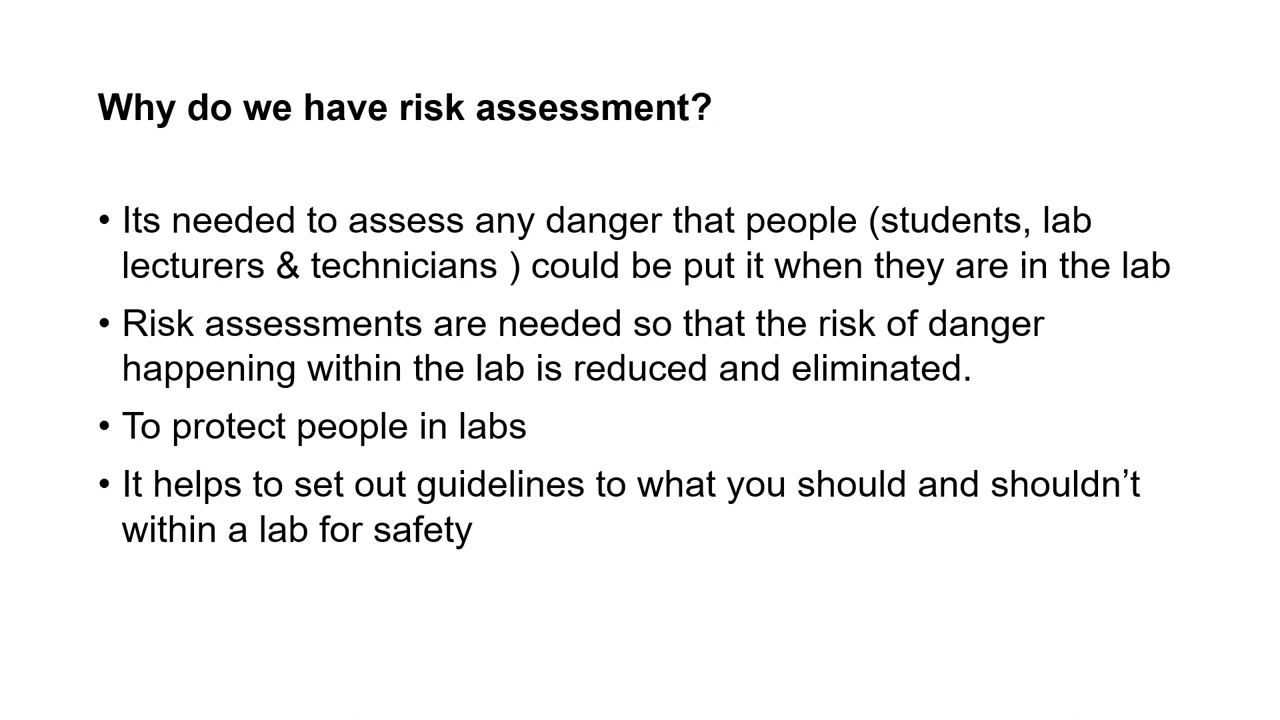 Why do we have risk assessment?
• Its needed to assess any danger that people (students, lab
lecturers & technicians ) could be put it when they are in the lab
• Risk assessments are needed so that the risk of danger
happening within the lab is reduced and eliminated.
• To protect people in labs
• It helps to set out guidelines to what you should and shouldn’t
within a lab for safety